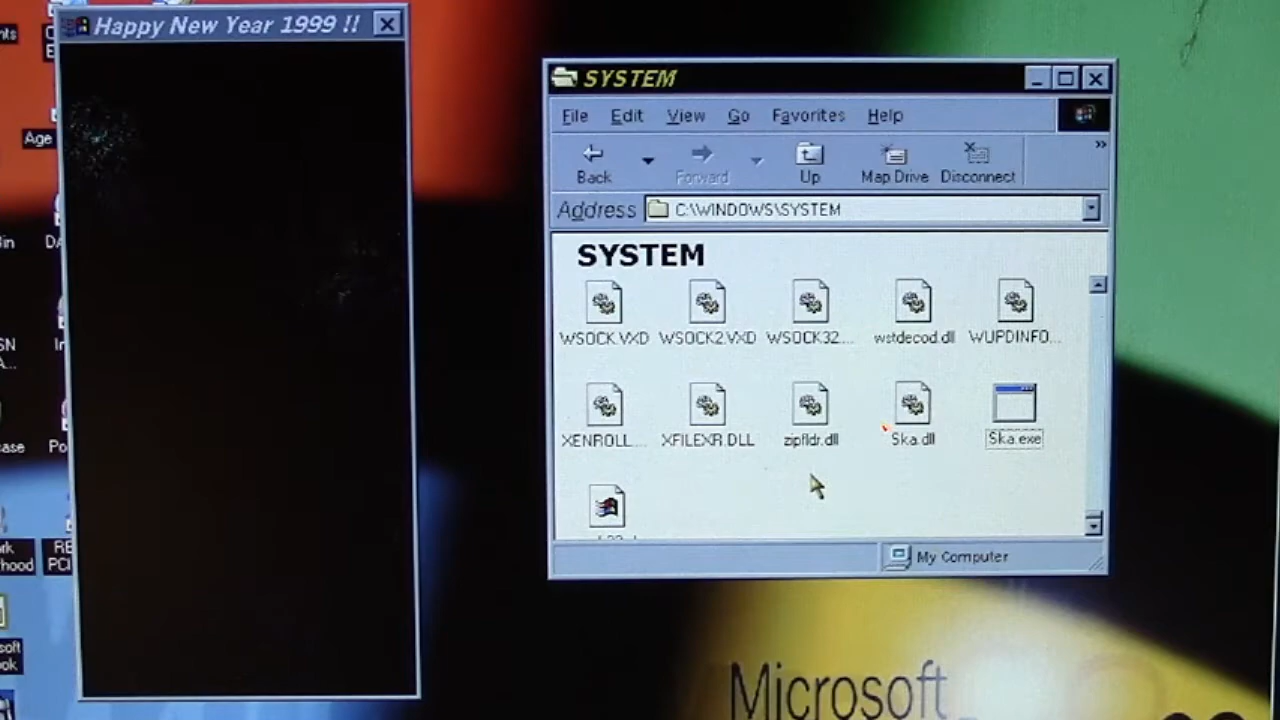 Happy New Year 1999 !!
SYSTEM
File Edit View Go Favorites Help
Back Forward Up Map Drive Disconnect
Address C:\WINDOWS\SYSTEM
SYSTEM
WSOCK.VXD WSOCK2.VXD WSOCK32... wstdecod.dll WUPDINFO...
XENROLL... XFILEXR.DLL zipfldr.dll Ska.dll Ska.exe
My Computer
Age
Microsoft